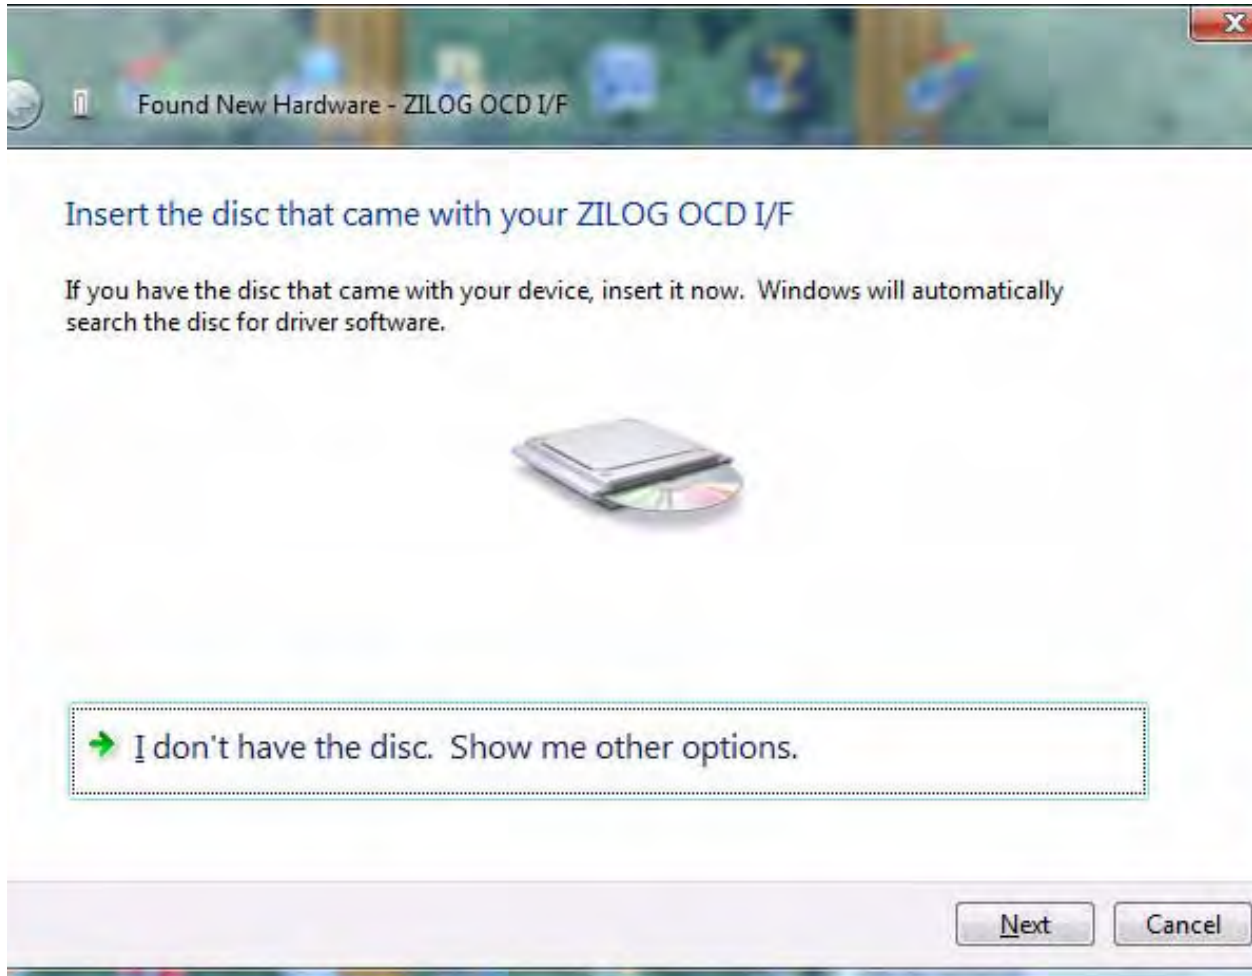 Found New Hardware - ZILOG OCD I/F
Insert the disc that came with your ZILOG OCD I/F
If you have the disc that came with your device, insert it now.  Windows will automatically
search the disc for driver software.
I don't have the disc.  Show me other options.
Next Cancel